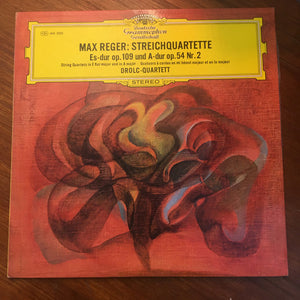 Deutsche
Grammophon
Gesellschaft
MAX REGER: STREICHQUARTETTE
Es-dur op. 109 und A-dur op. 54 Nr. 2
String Quartets in E flat major and in A major · Quatuors à cordes en mi bémol majeur et en la majeur
DROLC-QUARTETT
STEREO